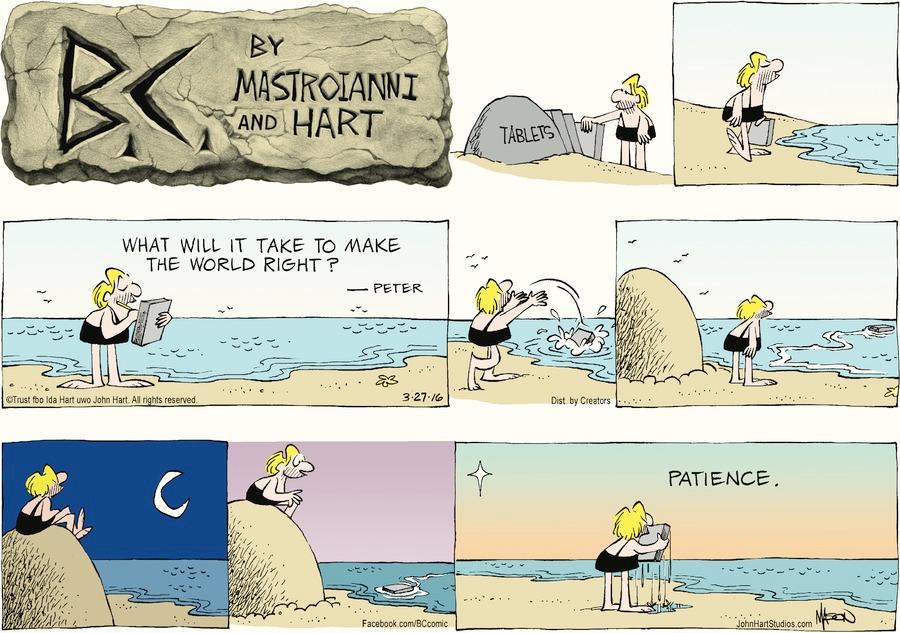 B.C.
BY
MASTROIANNI
AND HART
TABLETS
WHAT WILL IT TAKE TO MAKE
THE WORLD RIGHT?
— PETER
©Trust fbo Ida Hart uwo John Hart. All rights reserved.
3-27-16
Dist. by Creators
Facebook.com/BCcomic
PATIENCE.
JohnHartStudios.com
MASON